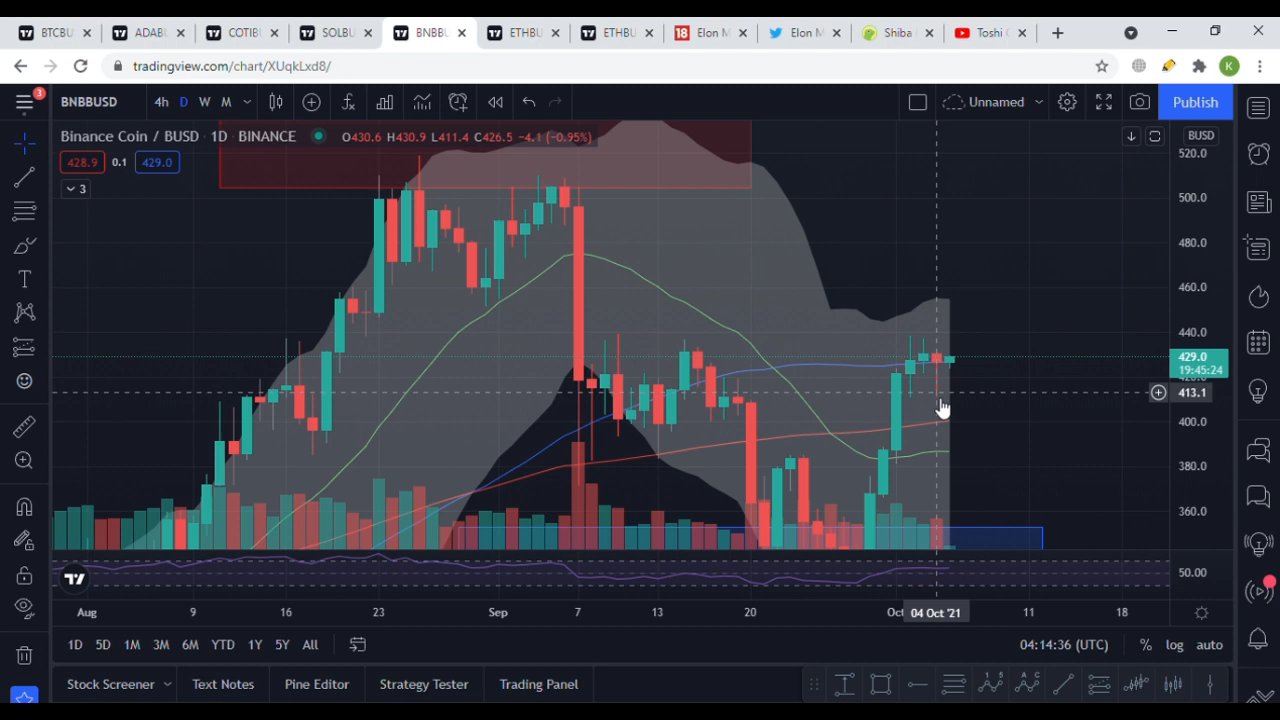 BTCBU
ADAB
COTIB
SOLBU
BNBBU
ETHBU
ETHBU
18
Elon M
Elon M
Shiba
Toshi
tradingview.com/chart/XUqkLxd8/
K
3
BNBBUSD
4h D W M
Unnamed
Publish
Binance Coin / BUSD · 1D · BINANCE
O430.6 H430.9 L411.4 C426.5 −4.1 (−0.95%)
BUSD
428.9 0.1 429.0
3
520.0
500.0
480.0
460.0
440.0
429.0
19:45:24
413.1
400.0
380.0
360.0
50.00
Aug 9 16 23 Sep 7 13 20 Oct 04 Oct '21 11 18
1D 5D 1M 3M 6M YTD 1Y 5Y All
04:14:36 (UTC) % log auto
Stock Screener Text Notes Pine Editor Strategy Tester Trading Panel